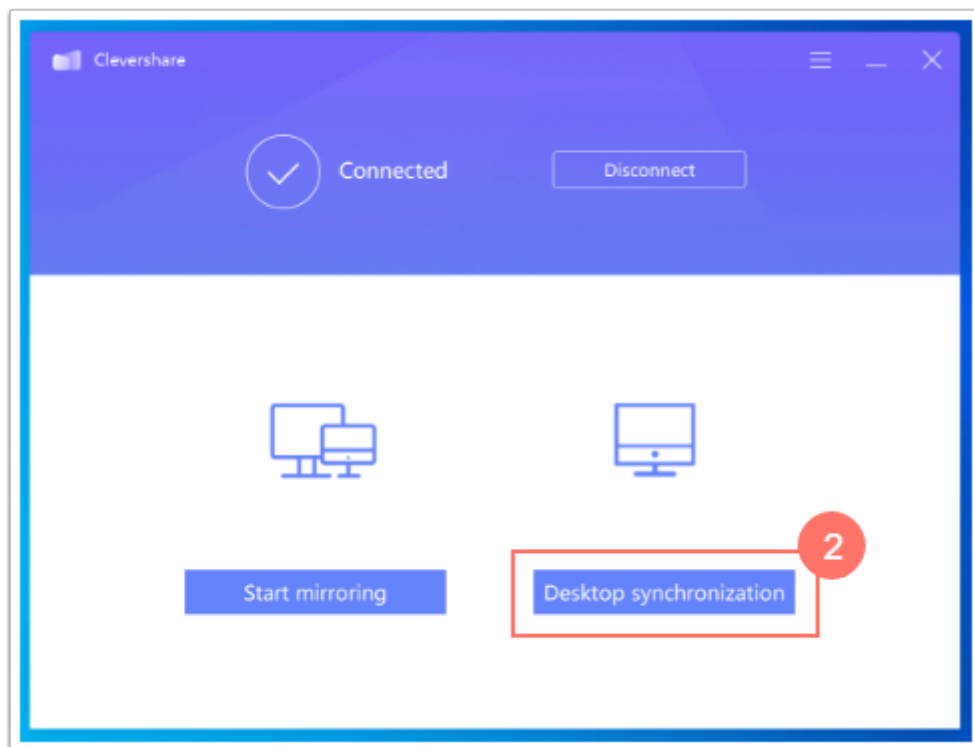 Clevershare
Connected
Disconnect
2
Start mirroring
Desktop synchronization